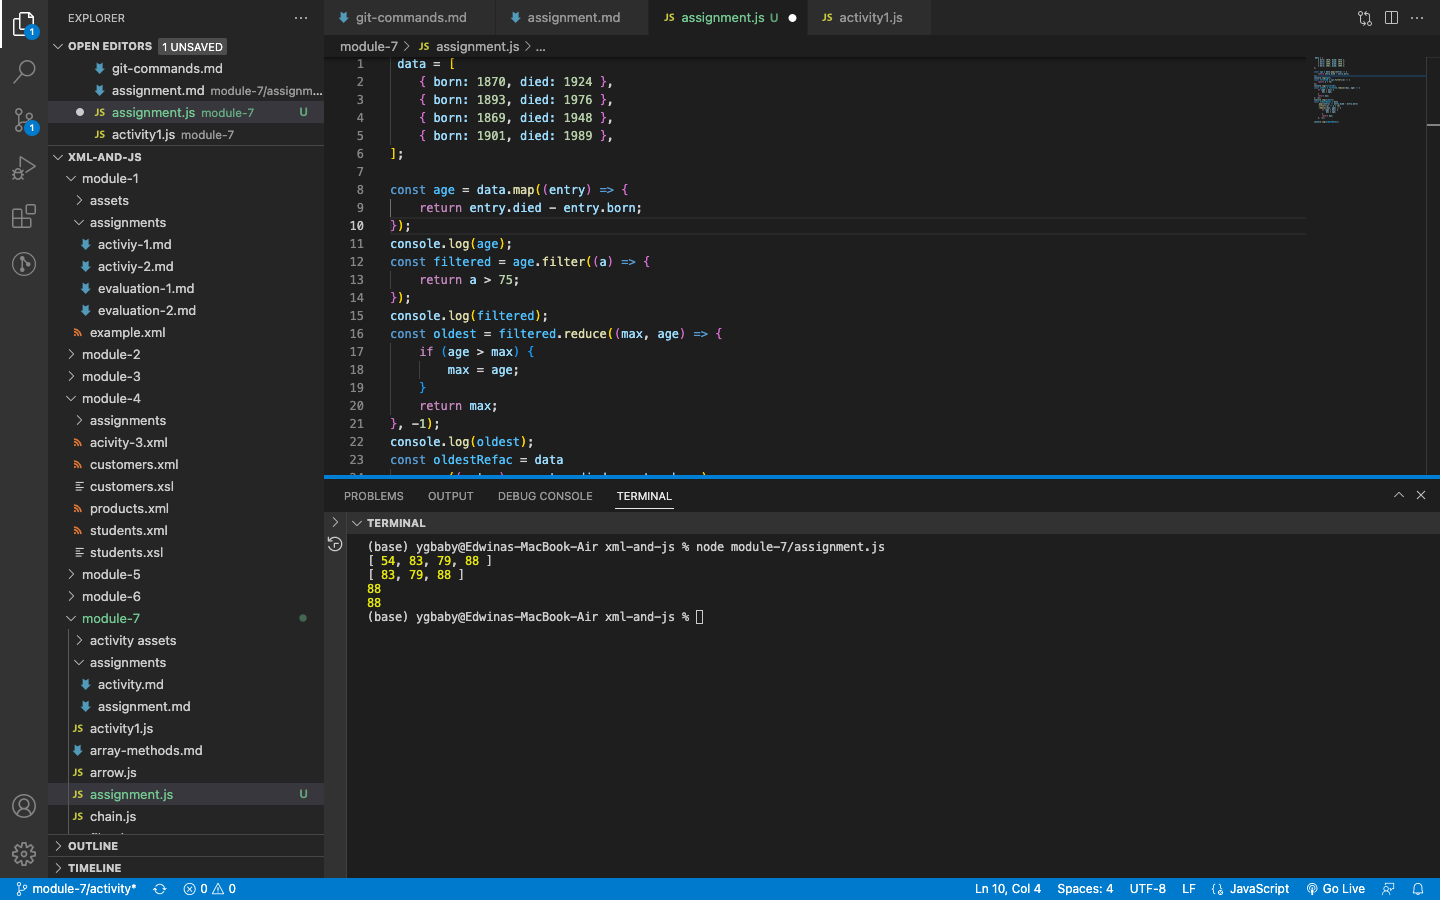 EXPLORER
OPEN EDITORS 1 UNSAVED
git-commands.md
assignment.md module-7/assignm...
JS assignment.js module-7 U
JS activity1.js module-7
XML-AND-JS
module-1
assets
assignments
activiy-1.md
activiy-2.md
evaluation-1.md
evaluation-2.md
example.xml
module-2
module-3
module-4
assignments
acivity-3.xml
customers.xml
customers.xsl
products.xml
students.xml
students.xsl
module-5
module-6
module-7
activity assets
assignments
activity.md
assignment.md
JS activity1.js
array-methods.md
JS arrow.js
JS assignment.js U
JS chain.js
OUTLINE
TIMELINE
1
1
git-commands.md
assignment.md
JS assignment.js U
JS activity1.js
module-7 > JS assignment.js > ...
1 data = [
2 { born: 1870, died: 1924 },
3 { born: 1893, died: 1976 },
4 { born: 1869, died: 1948 },
5 { born: 1901, died: 1989 },
6 ];
7
8 const age = data.map((entry) => {
9 return entry.died - entry.born;
10 });
11 console.log(age);
12 const filtered = age.filter((a) => {
13 return a > 75;
14 });
15 console.log(filtered);
16 const oldest = filtered.reduce((max, age) => {
17 if (age > max) {
18 max = age;
19 }
20 return max;
21 }, -1);
22 console.log(oldest);
23 const oldestRefac = data
PROBLEMS OUTPUT DEBUG CONSOLE TERMINAL
TERMINAL
(base) ygbaby@Edwinas-MacBook-Air xml-and-js % node module-7/assignment.js
[ 54, 83, 79, 88 ]
[ 83, 79, 88 ]
88
88
(base) ygbaby@Edwinas-MacBook-Air xml-and-js %
module-7/activity* 0 0 Ln 10, Col 4 Spaces: 4 UTF-8 LF {} JavaScript Go Live